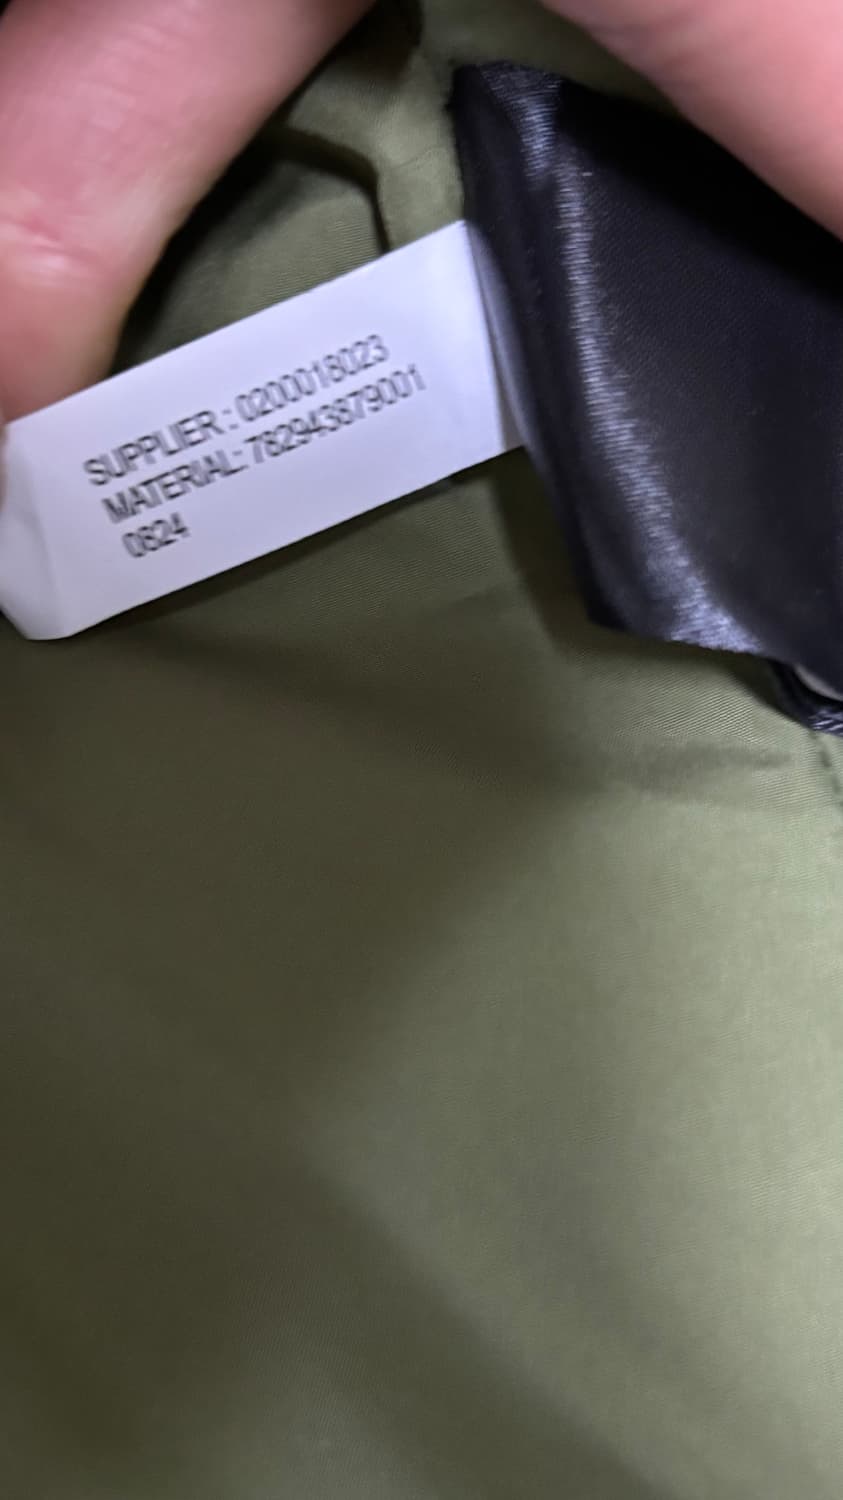 SUPPLIER : 0200018023
MATERIAL: 782943879001
0824